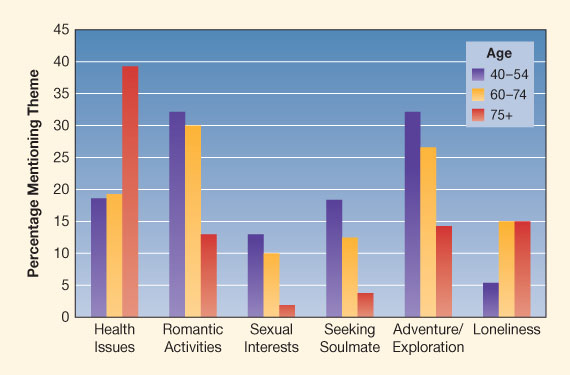 45
40
35
30
25
20
15
10
5
0
Percentage Mentioning Theme
Age
40–54
60–74
75+
Health
Issues
Romantic
Activities
Sexual
Interests
Seeking
Soulmate
Adventure/
Exploration
Loneliness